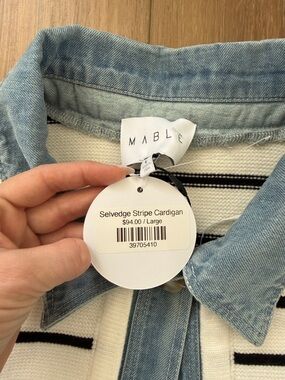 MABLE
Selvedge Stripe Cardigan
$94.00 / Large
39705410